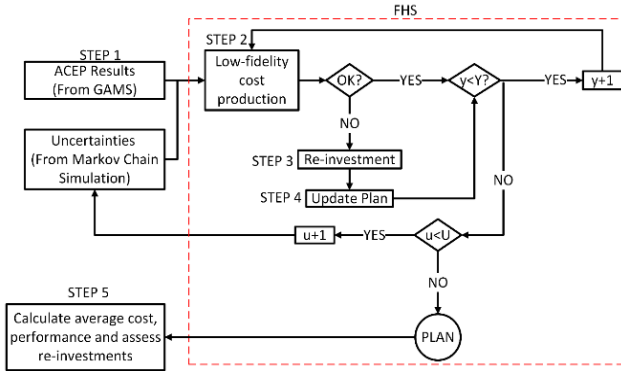 FHS
STEP 1
STEP 2
ACEP Results
(From GAMS)
Low-fidelity
cost
production
OK?
YES
y<Y?
YES
y+1
NO
Uncertainties
(From Markov Chain
Simulation)
STEP 3
Re-investment
STEP 4
Update Plan
NO
u+1
YES
u<U
NO
STEP 5
Calculate average cost,
performance and assess
re-investments
PLAN